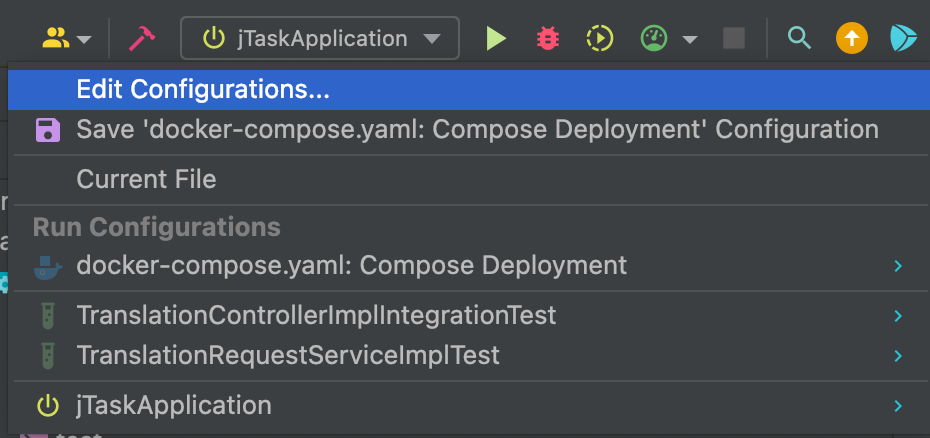 jTaskApplication
Edit Configurations...
Save 'docker-compose.yaml: Compose Deployment' Configuration
Current File
Run Configurations
docker-compose.yaml: Compose Deployment
TranslationControllerImplIntegrationTest
TranslationRequestServiceImplTest
jTaskApplication